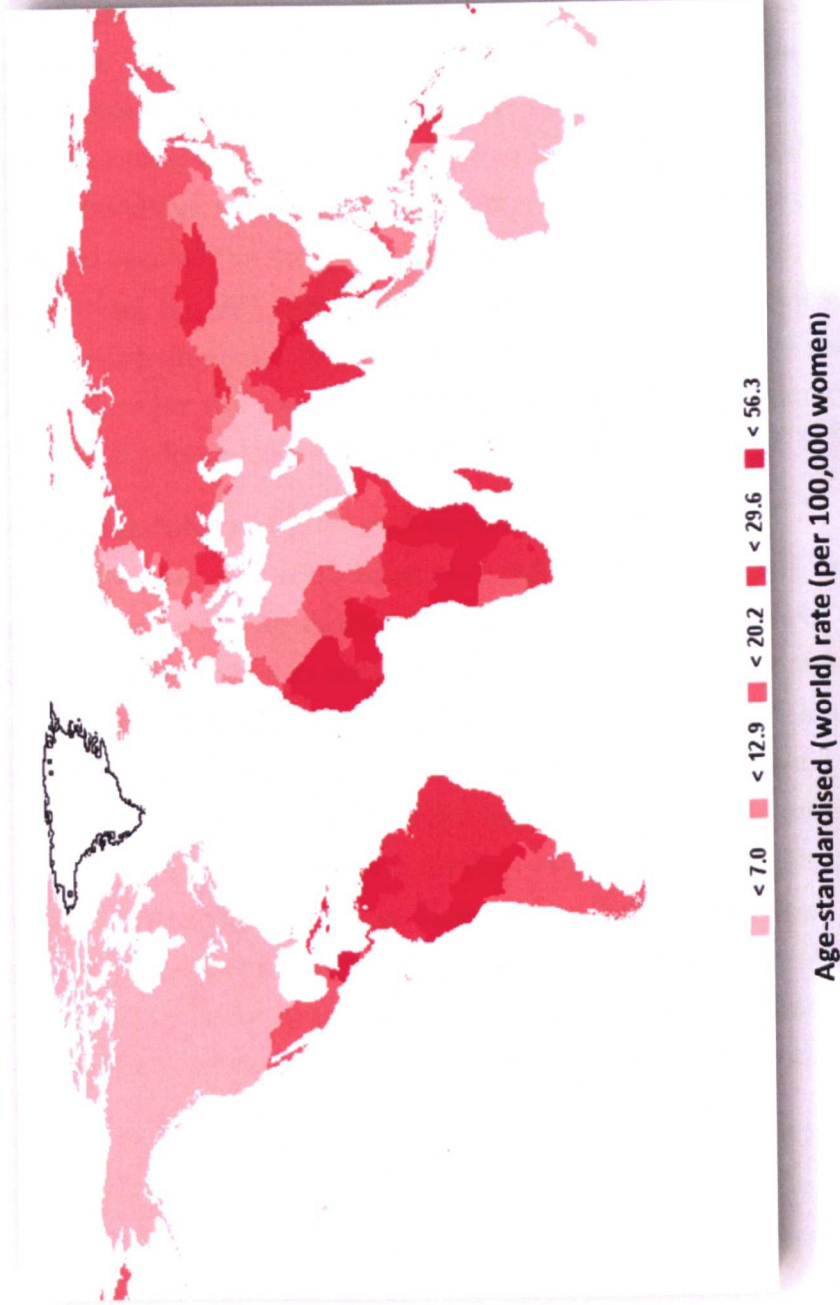 < 7.0 < 12.9 < 20.2 < 29.6 < 56.3
Age-standardised (world) rate (per 100,000 women)